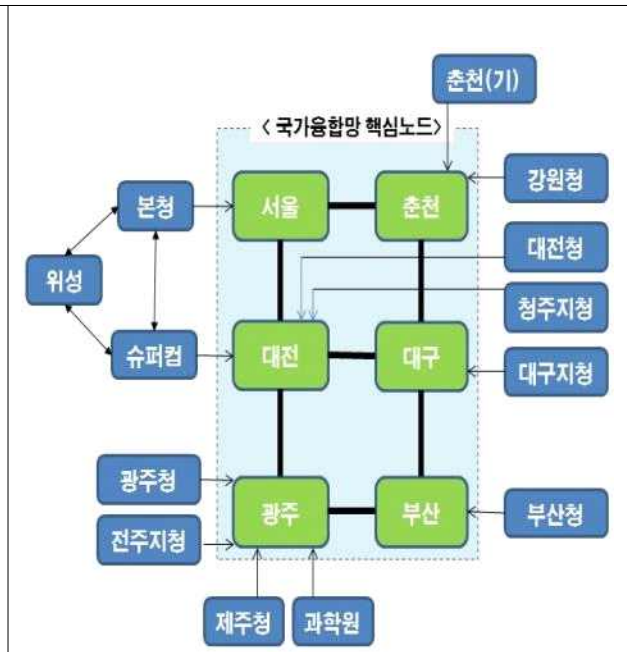 춘천(기)
< 국가융합망 핵심노드>
강원청
본청
서울
춘천
대전청
위성
청주지청
슈퍼컴
대전
대구
대구지청
광주청
광주
부산
부산청
전주지청
제주청
과학원